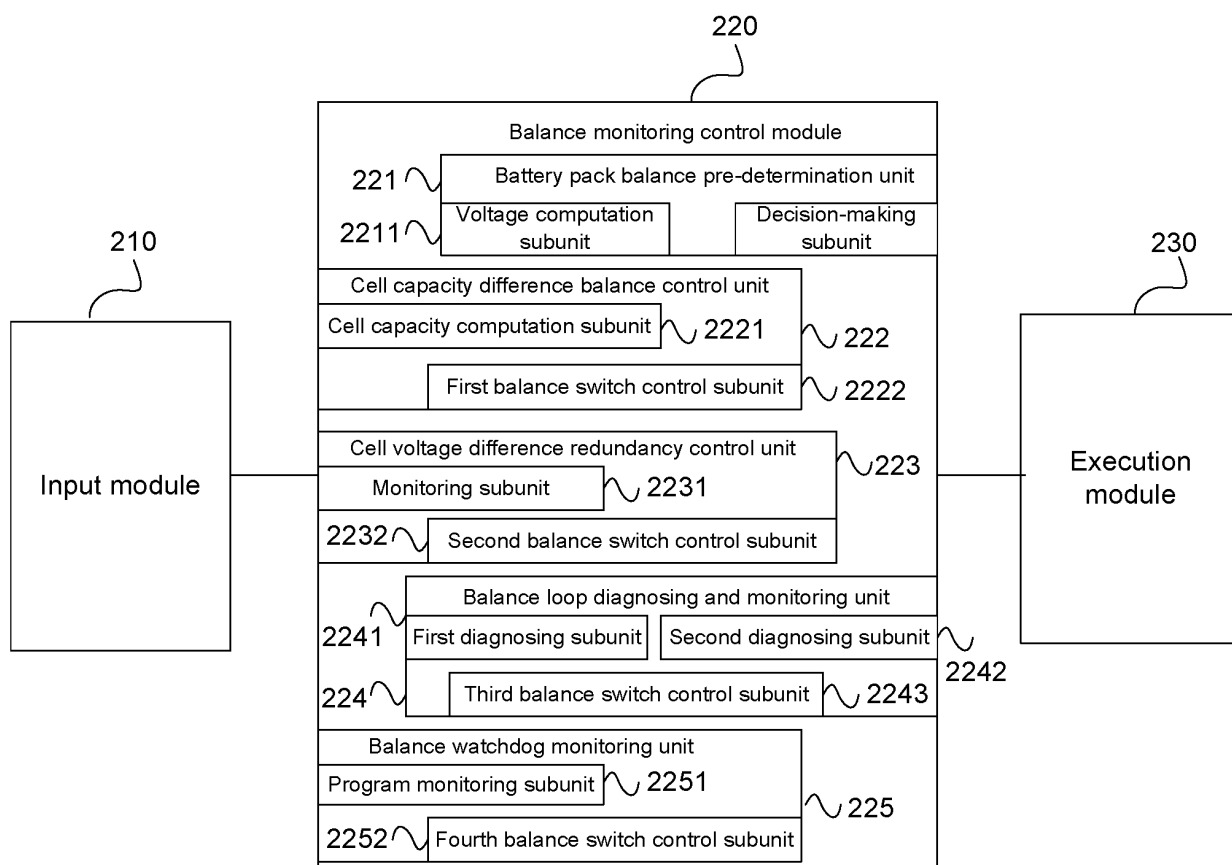 220
Balance monitoring control module
221
Battery pack balance pre-determination unit
2211
Voltage computation
subunit
Decision-making
subunit
210
230
Cell capacity difference balance control unit
Cell capacity computation subunit
2221
222
First balance switch control subunit
2222
Input module
Cell voltage difference redundancy control unit
223
Monitoring subunit
2231
2232
Second balance switch control subunit
Execution
module
Balance loop diagnosing and monitoring unit
2241
First diagnosing subunit
Second diagnosing subunit
2242
224
Third balance switch control subunit
2243
Balance watchdog monitoring unit
Program monitoring subunit
2251
225
2252
Fourth balance switch control subunit